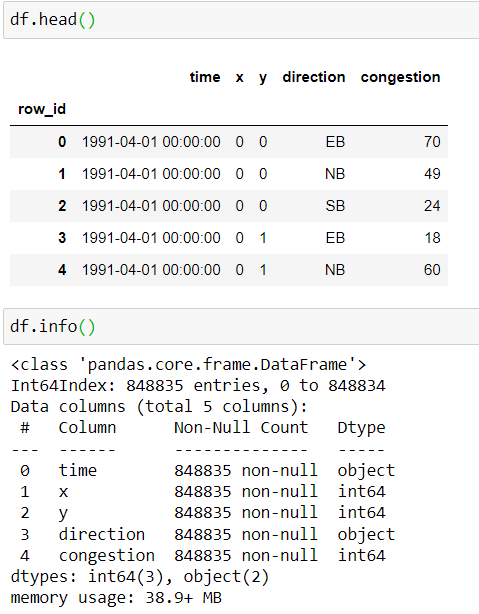 df.head()
time x y direction congestion
row_id
0 1991-04-01 00:00:00 0 0 EB 70
1 1991-04-01 00:00:00 0 0 NB 49
2 1991-04-01 00:00:00 0 0 SB 24
3 1991-04-01 00:00:00 0 1 EB 18
4 1991-04-01 00:00:00 0 1 NB 60
df.info()
<class 'pandas.core.frame.DataFrame'>
Int64Index: 848835 entries, 0 to 848834
Data columns (total 5 columns):
 #   Column      Non-Null Count   Dtype
---  ------      --------------   -----
 0   time        848835 non-null  object
 1   x           848835 non-null  int64
 2   y           848835 non-null  int64
 3   direction   848835 non-null  object
 4   congestion  848835 non-null  int64
dtypes: int64(3), object(2)
memory usage: 38.9+ MB